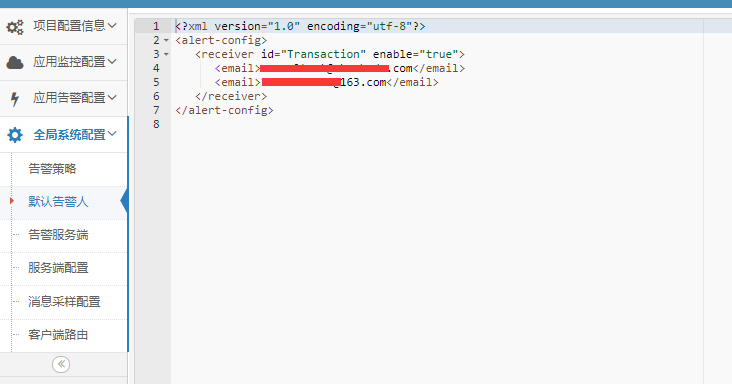 项目配置信息
应用监控配置
应用告警配置
全局系统配置
告警策略
默认告警人
告警服务端
服务端配置
消息采样配置
客户端路由
1 <?xml version="1.0" encoding="utf-8"?>
2 <alert-config>
3 <receiver id="Transaction" enable="true">
4 <email> .com</email>
5 <email> @163.com</email>
6 </receiver>
7 </alert-config>
8